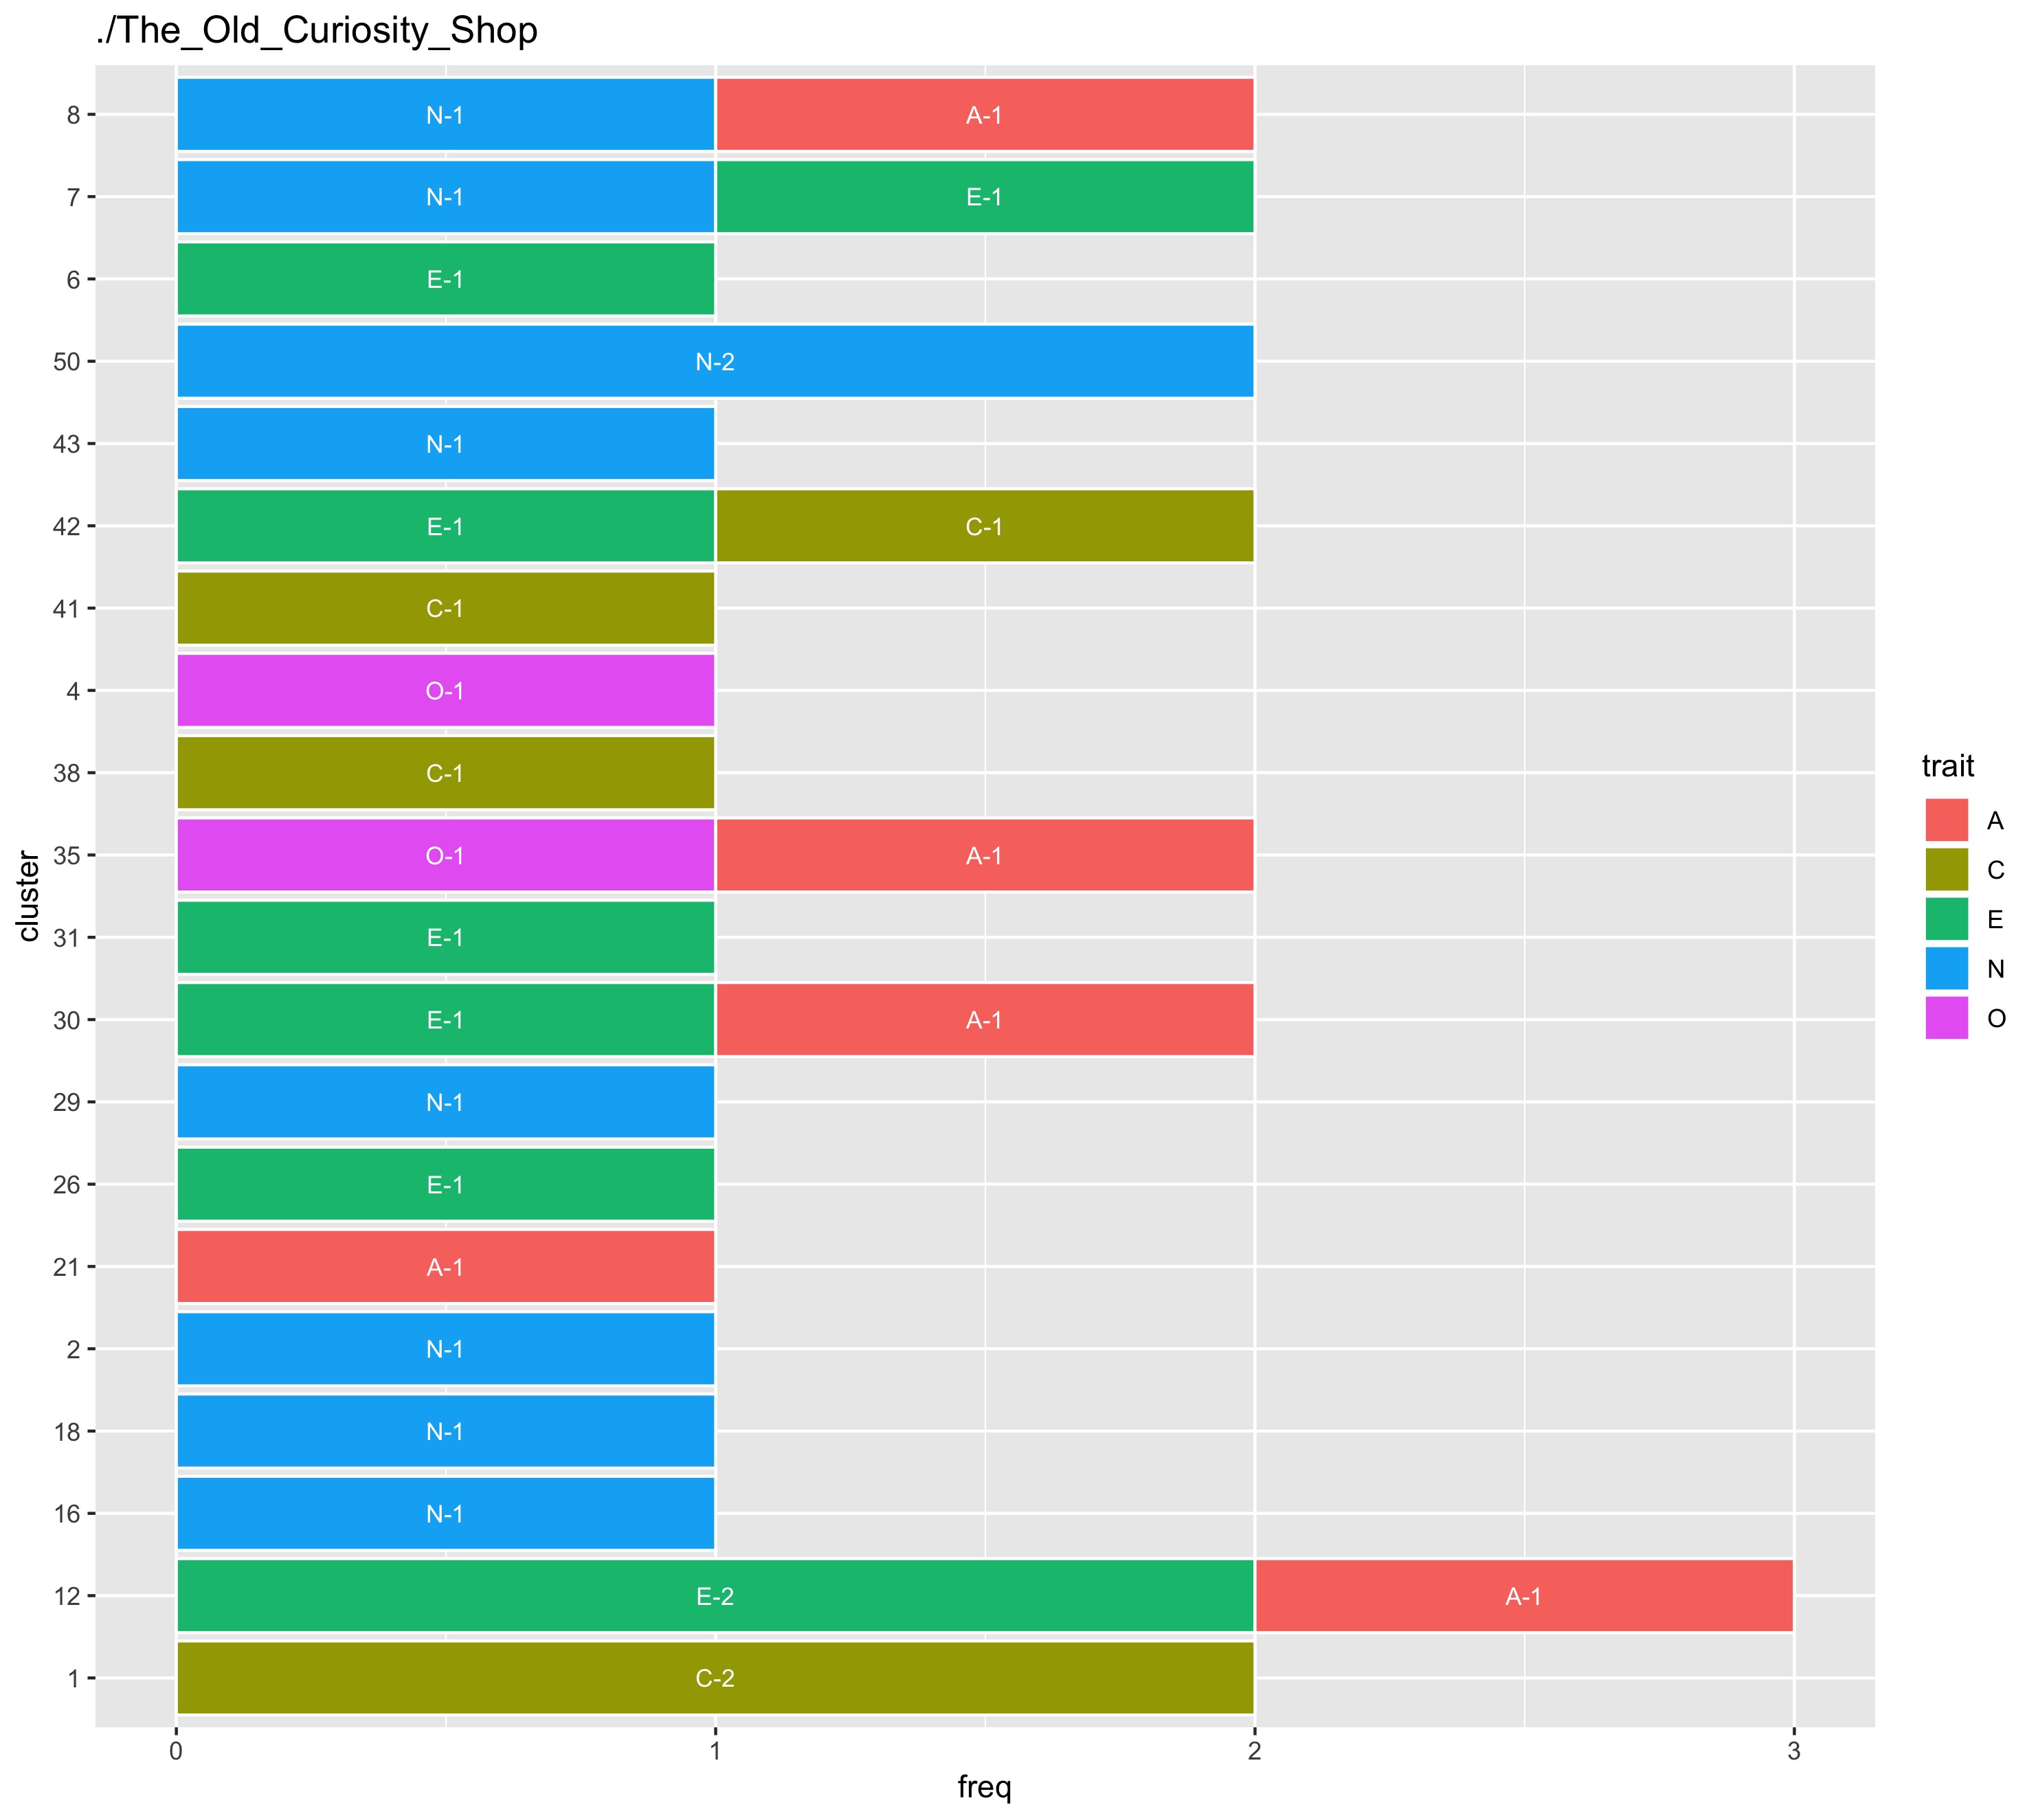 ./The_Old_Curiosity_Shop
8 N-1 A-1
7 N-1 E-1
6 E-1
50 N-2
43 N-1
42 E-1 C-1
41 C-1
4 O-1
38 C-1
35 O-1 A-1
31 E-1
30 E-1 A-1
29 N-1
26 E-1
21 A-1
2 N-1
18 N-1
16 N-1
12 E-2 A-1
1 C-2
0 1 2 3
freq
cluster
trait
A
C
E
N
O